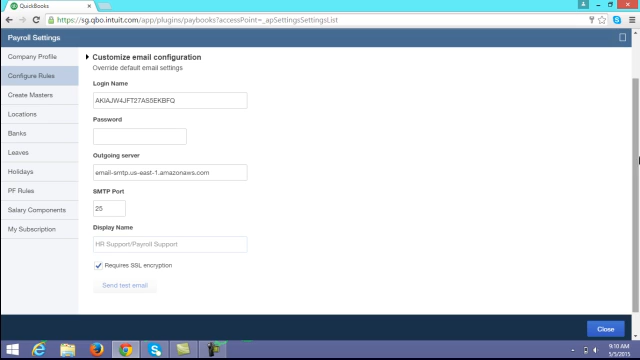 QuickBooks
https://sg.qbo.intuit.com/app/plugins/paybooks?accessPoint=_apSettingsSettingsList
Payroll Settings
Company Profile
Configure Rules
Create Masters
Locations
Banks
Leaves
Holidays
PF Rules
Salary Components
My Subscription
Customize email configuration
Override default email settings
Login Name
AKIAJW4JFT27AS5EKBFQ
Password
Outgoing server
email-smtp.us-east-1.amazonaws.com
SMTP Port
25
Display Name
HR Support/Payroll Support
Requires SSL encryption
Send test email
Close
9:10 AM
5/5/2015